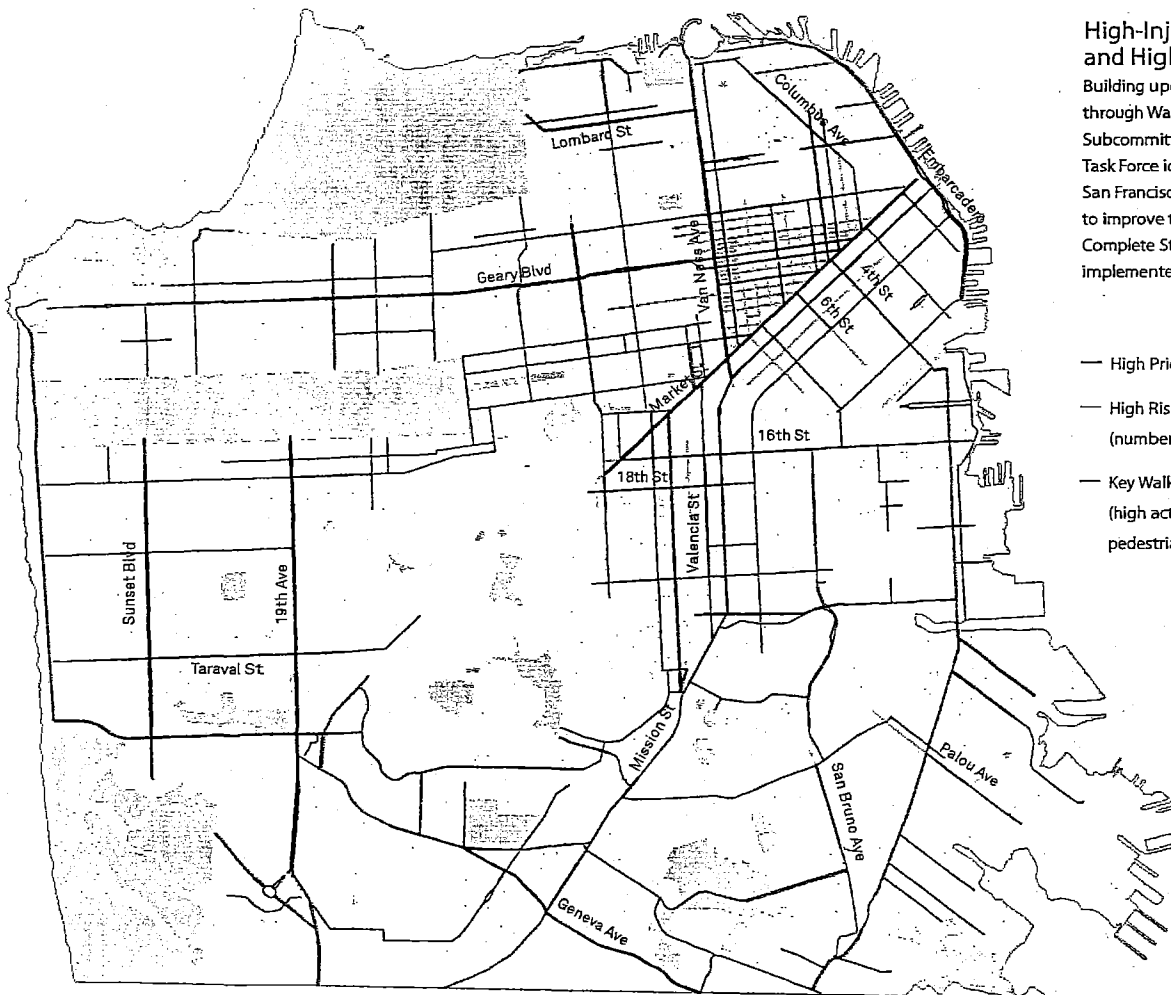 High-Inj
and High
Building upo
through Wa
Subcommit
Task Force id
San Francisc
to improve t
Complete St
implemente
High Prio
High Ris
(number
Key Walk
(high act
pedestria
Columbus Ave
Lombard St
Embarcadero
Van Ness Ave
Geary Blvd
4th St
6th St
Market
16th St
18th St
Valencia St
Sunset Blvd
19th Ave
Taraval St
Mission St
Palou Ave
San Bruno Ave
Geneva Ave